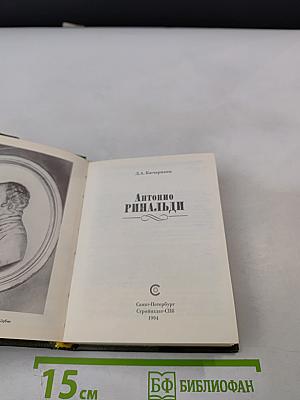 Д.А. Кючарианц
Антонио
РИНАЛЬДИ
Санкт-Петербург
Стройиздат-СПб
1994
15 см
БФ БИБЛИОФАН